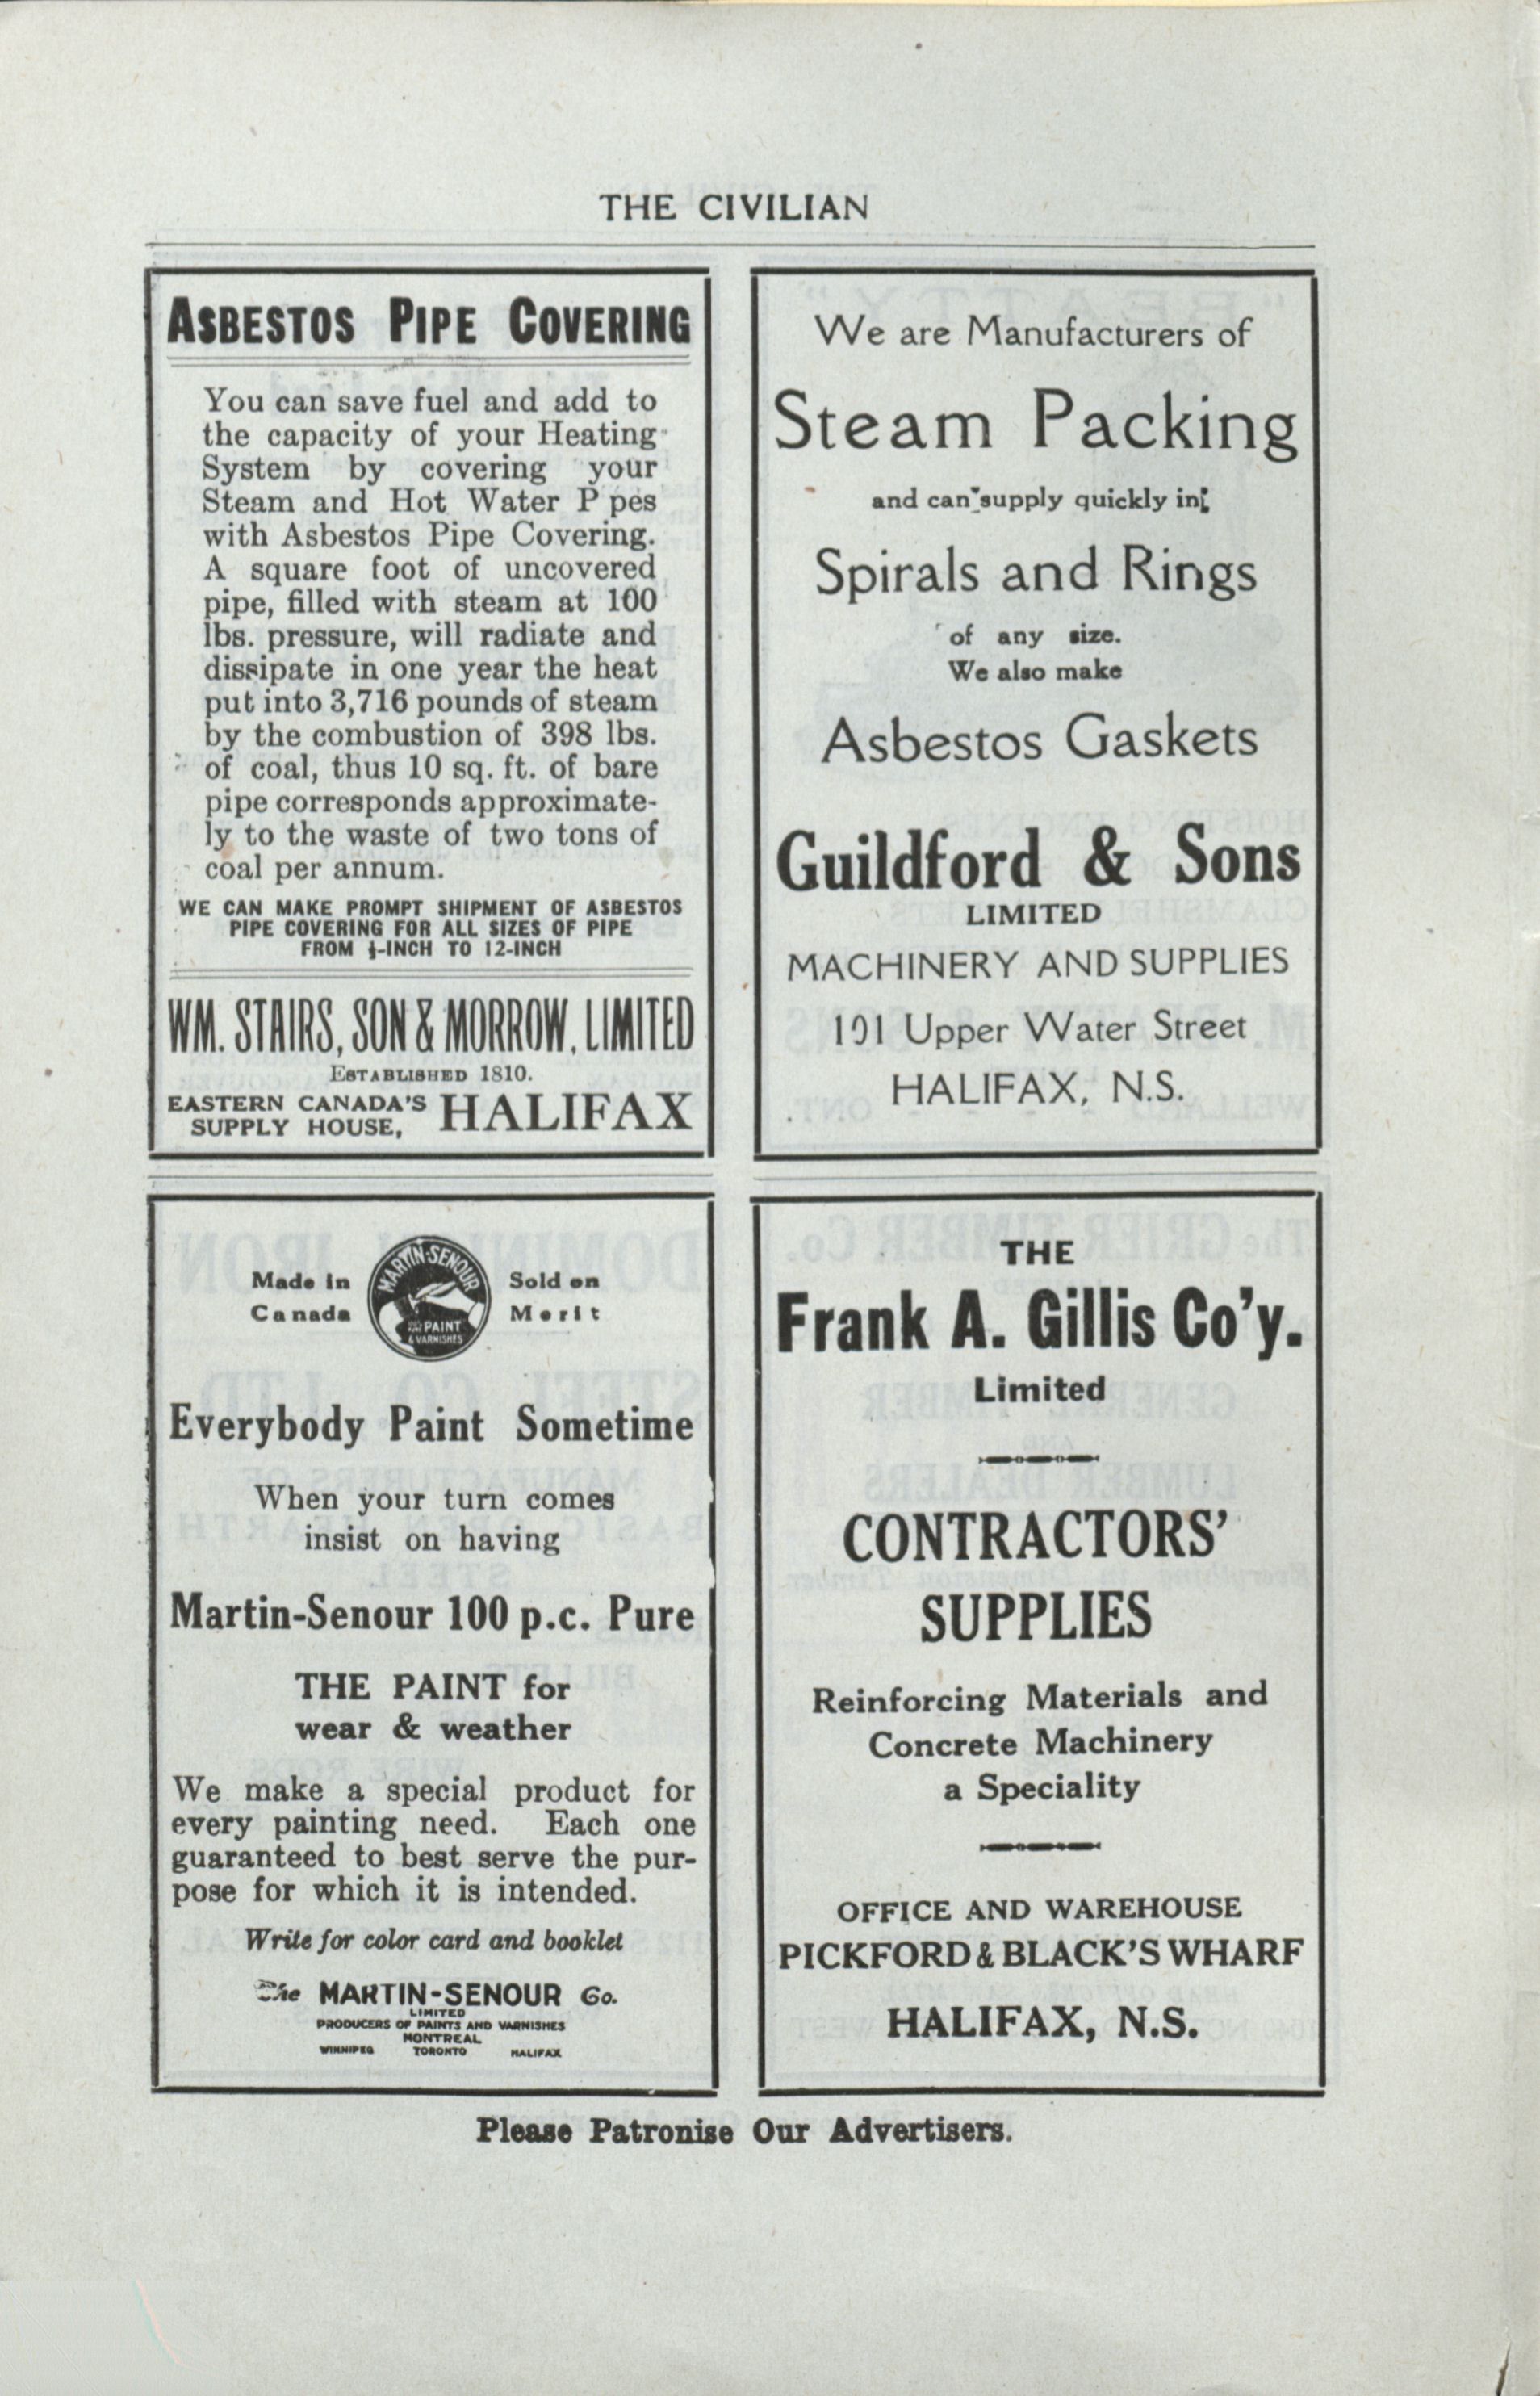 THE CIVILIAN
ASBESTOS PIPE COVERING
You can save fuel and add to
the capacity of your Heating
System by covering your
Steam and Hot Water P pes
with Asbestos Pipe Covering.
A square foot of uncovered
pipe, filled with steam at 100
lbs. pressure, will radiate and
dissipate in one year the heat
put into 3,716 pounds of steam
by the combustion of 398 lbs.
of coal, thus 10 sq. ft. of bare
pipe corresponds approximate-
ly to the waste of two tons of
coal per annum.
WE CAN MAKE PROMPT SHIPMENT OF ASBESTOS
PIPE COVERING FOR ALL SIZES OF PIPE
FROM -INCH TO 12-INCH
WM. STAIRS, SON & MORROW, LIMITED
ESTABLISHED 1810.
EASTERN CANADA'S
SUPPLY HOUSE, HALIFAX
We are Manufacturers of
Steam Packing
and can supply quickly in
Spirals and Rings
of any size.
We also make
Asbestos Gaskets
Guildford & Sons
LIMITED
MACHINERY AND SUPPLIES
101 Upper Water Street
HALIFAX, N.S.
Made in
Canada
MARTIN-SENOUR
PAINT
& VARNISHES
Sold on
Merit
Everybody Paint Sometime
When your turn comes
insist on having
Martin-Senour 100 p.c. Pure
THE PAINT for
wear & weather
We make a special product for
every painting need. Each one
guaranteed to best serve the pur-
pose for which it is intended.
Write for color card and booklet
The MARTIN-SENOUR Co.
LIMITED
PRODUCERS OF PAINTS AND VARNISHES
MONTREAL
WINNIPEG TORONTO HALIFAX
THE
Frank A. Gillis Co'y.
Limited
CONTRACTORS'
SUPPLIES
Reinforcing Materials and
Concrete Machinery
a Speciality
OFFICE AND WAREHOUSE
PICKFORD & BLACK'S WHARF
HALIFAX, N.S.
Please Patronise Our Advertisers.